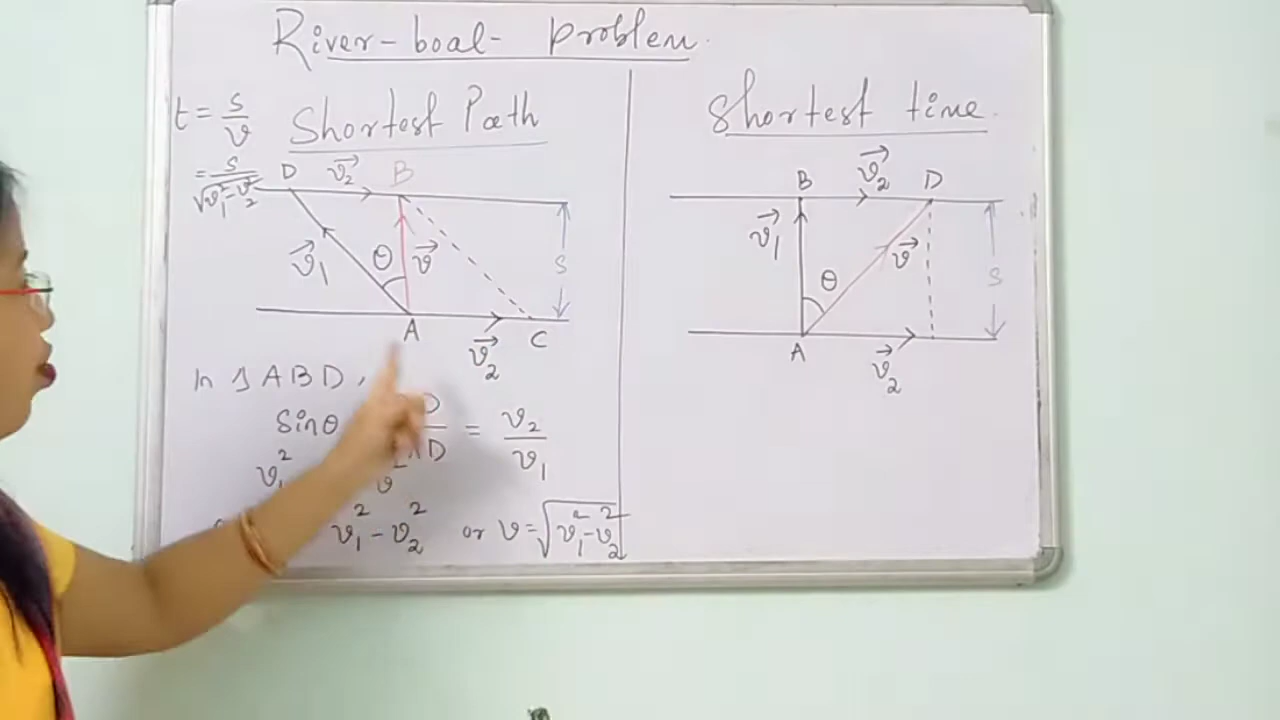 River-boat problem.
t = s/v
Shortest Path
= s/√(v₁²-v₂²)
D v₂⃗ B
v₁⃗ θ v⃗ s
A v₂⃗ C
In △ABD,
Sinθ = v₂/v₁
v₁² v²
v₁² - v₂² or v = √(v₁²-v₂²)
Shortest time.
B v₂⃗ D
v₁⃗ θ v⃗ s
A v₂⃗